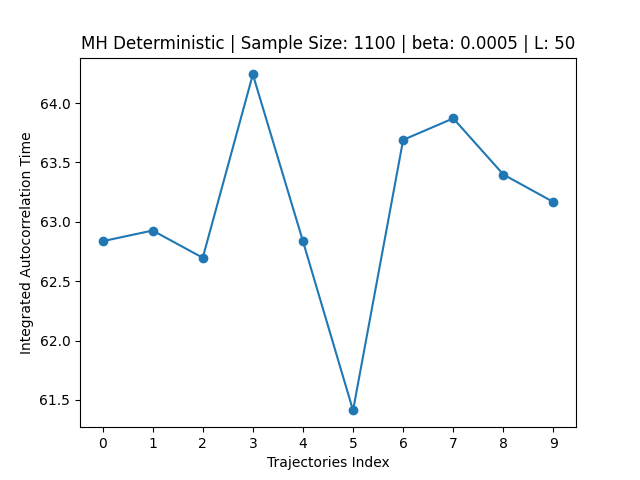 MH Deterministic | Sample Size: 1100 | beta: 0.0005 | L: 50
Integrated Autocorrelation Time
64.0
63.5
63.0
62.5
62.0
61.5
0 1 2 3 4 5 6 7 8 9
Trajectories Index